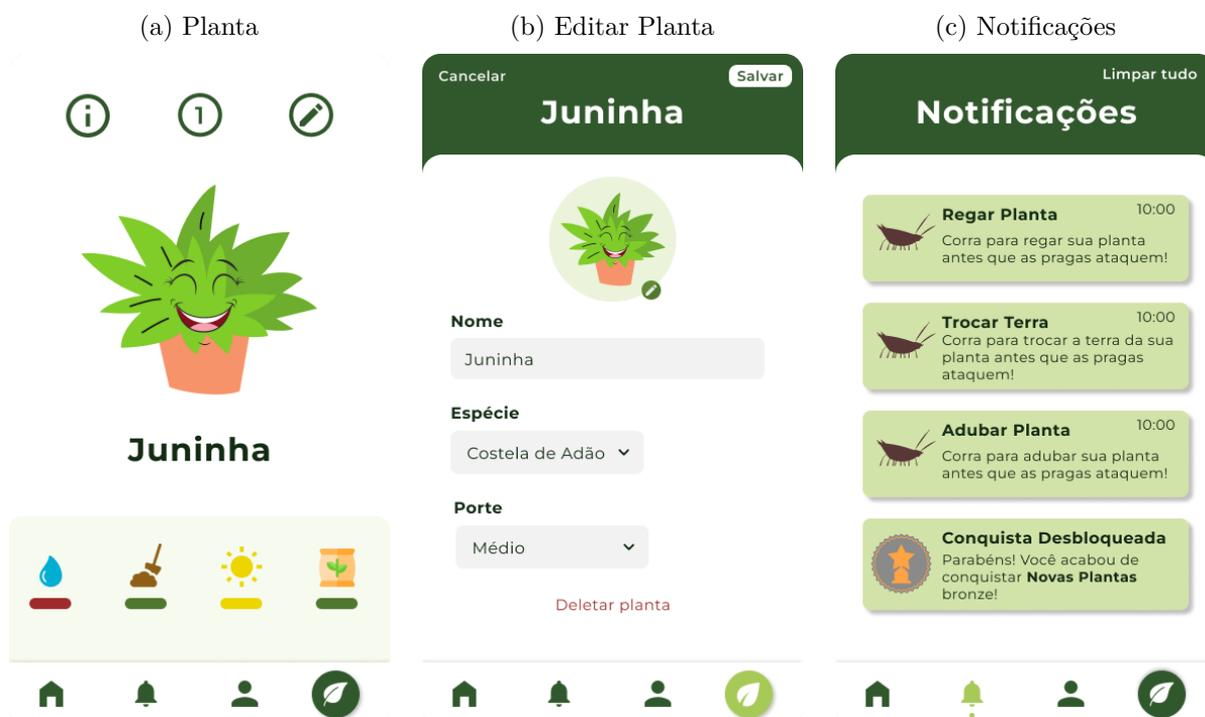 (a) Planta
1
Juninha
(b) Editar Planta
Cancelar
Salvar
Juninha
Nome
Juninha
Espécie
Costela de Adão
Porte
Médio
Deletar planta
(c) Notificações
Limpar tudo
Notificações
Regar Planta
10:00
Corra para regar sua planta
antes que as pragas ataquem!
Trocar Terra
10:00
Corra para trocar a terra da sua
planta antes que as pragas
ataquem!
Adubar Planta
10:00
Corra para adubar sua planta
antes que as pragas ataquem!
Conquista Desbloqueada
Parabéns! Você acabou de
conquistar Novas Plantas
bronze!